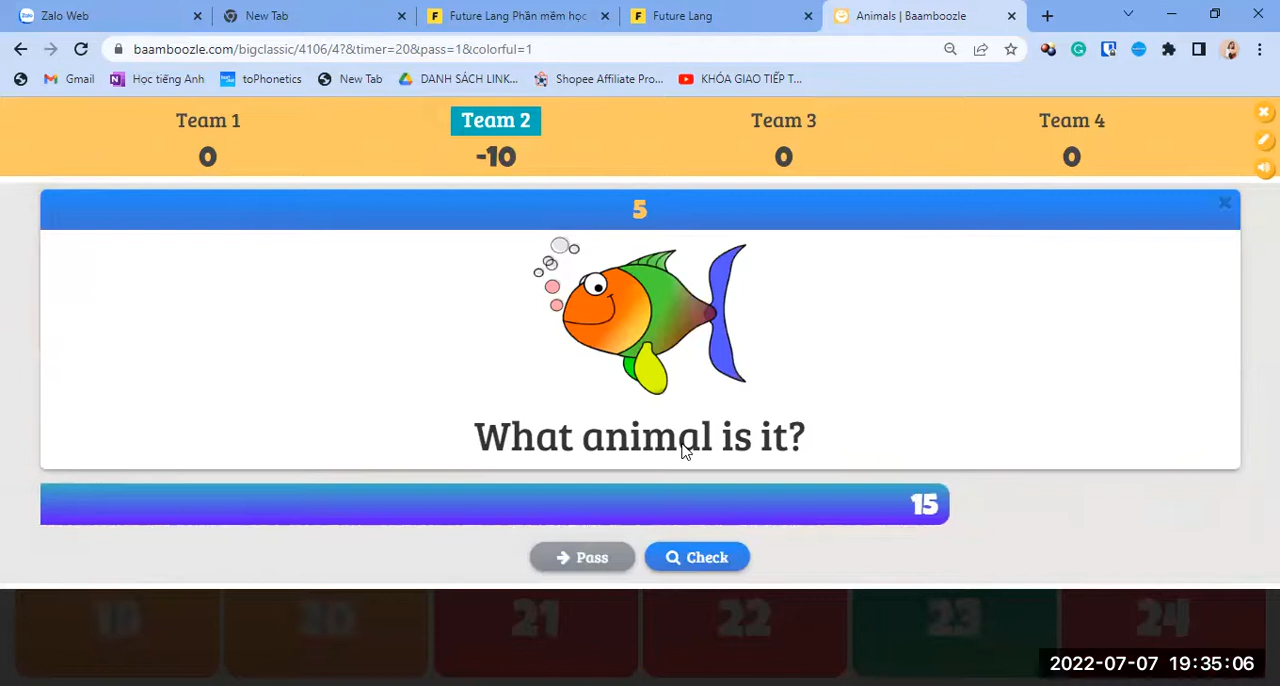 Zalo Web
New Tab
Future Lang Phần mềm học
Future Lang
Animals | Baamboozle
baamboozle.com/bigclassic/4106/4?&timer=20&pass=1&colorful=1
Gmail
Học tiếng Anh
toPhonetics
New Tab
DANH SÁCH LINK...
Shopee Affiliate Pro...
KHÓA GIAO TIẾP T...
Team 1
Team 2
Team 3
Team 4
0
-10
0
0
5
What animal is it?
15
Pass
Check
19
20
21
22
23
24
2022-07-07 19:35:06